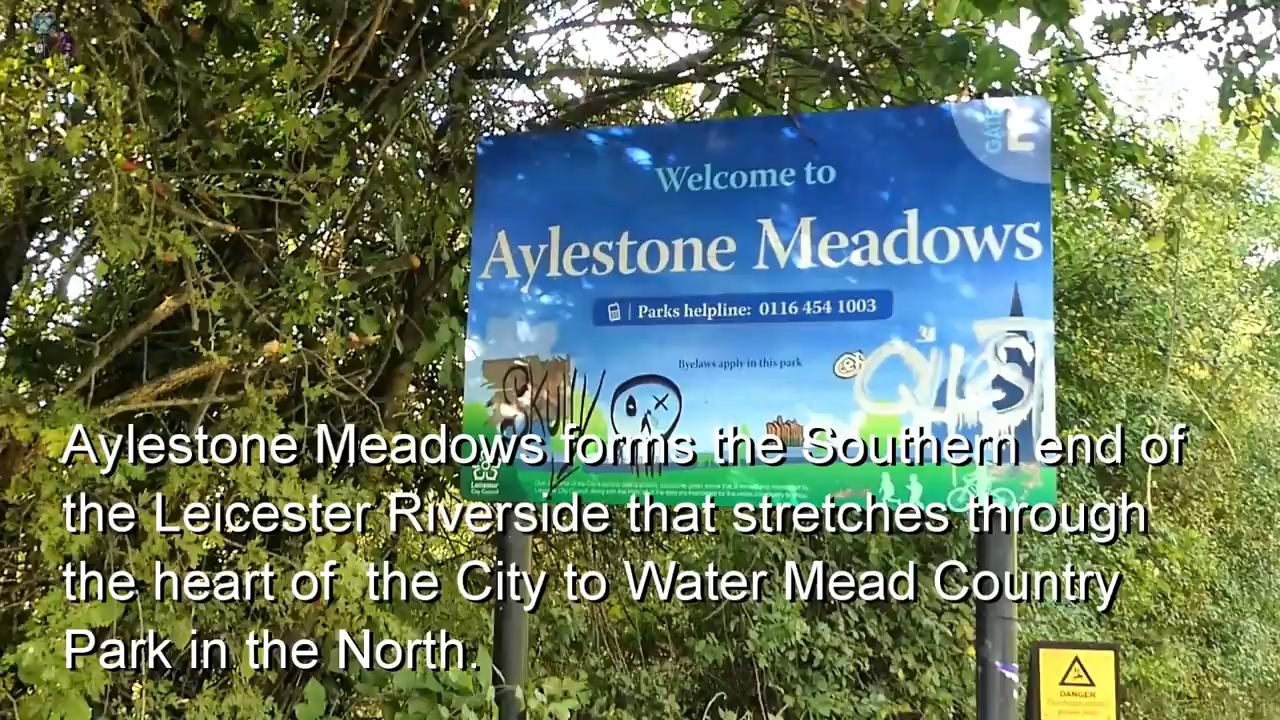 GATE
E
Welcome to
Aylestone Meadows
Parks helpline: 0116 454 1003
Byelaws apply in this park
SKULL
Aylestone Meadows forms the Southern end of
the Leicester Riverside that stretches through
the heart of the City to Water Mead Country
Park in the North.
Leicester
City Council
DANGER